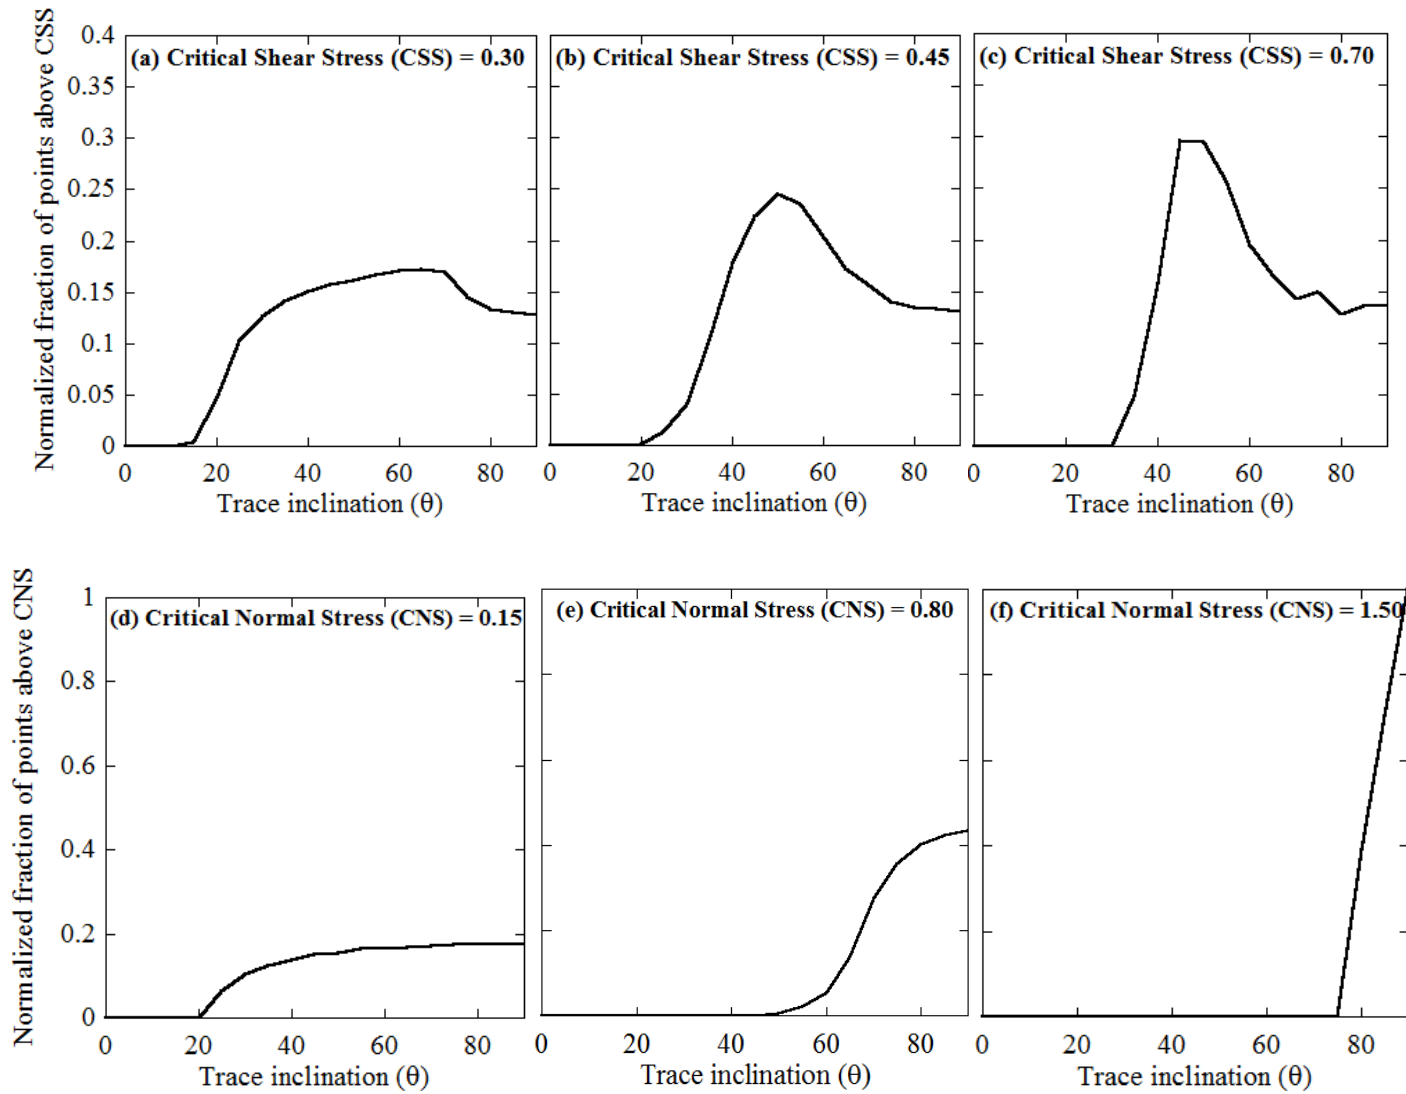 Normalized fraction of points above CSS
0.4
0.35
0.3
0.25
0.2
0.15
0.1
0.05
0
(a) Critical Shear Stress (CSS) = 0.30
0 20 40 60 80
Trace inclination (θ)
(b) Critical Shear Stress (CSS) = 0.45
0 20 40 60 80
Trace inclination (θ)
(c) Critical Shear Stress (CSS) = 0.70
0 20 40 60 80
Trace inclination (θ)
Normalized fraction of points above CNS
1
0.8
0.6
0.4
0.2
0
(d) Critical Normal Stress (CNS) = 0.15
0 20 40 60 80
Trace inclination (θ)
(e) Critical Normal Stress (CNS) = 0.80
0 20 40 60 80
Trace inclination (θ)
(f) Critical Normal Stress (CNS) = 1.50
0 20 40 60 80
Trace inclination (θ)